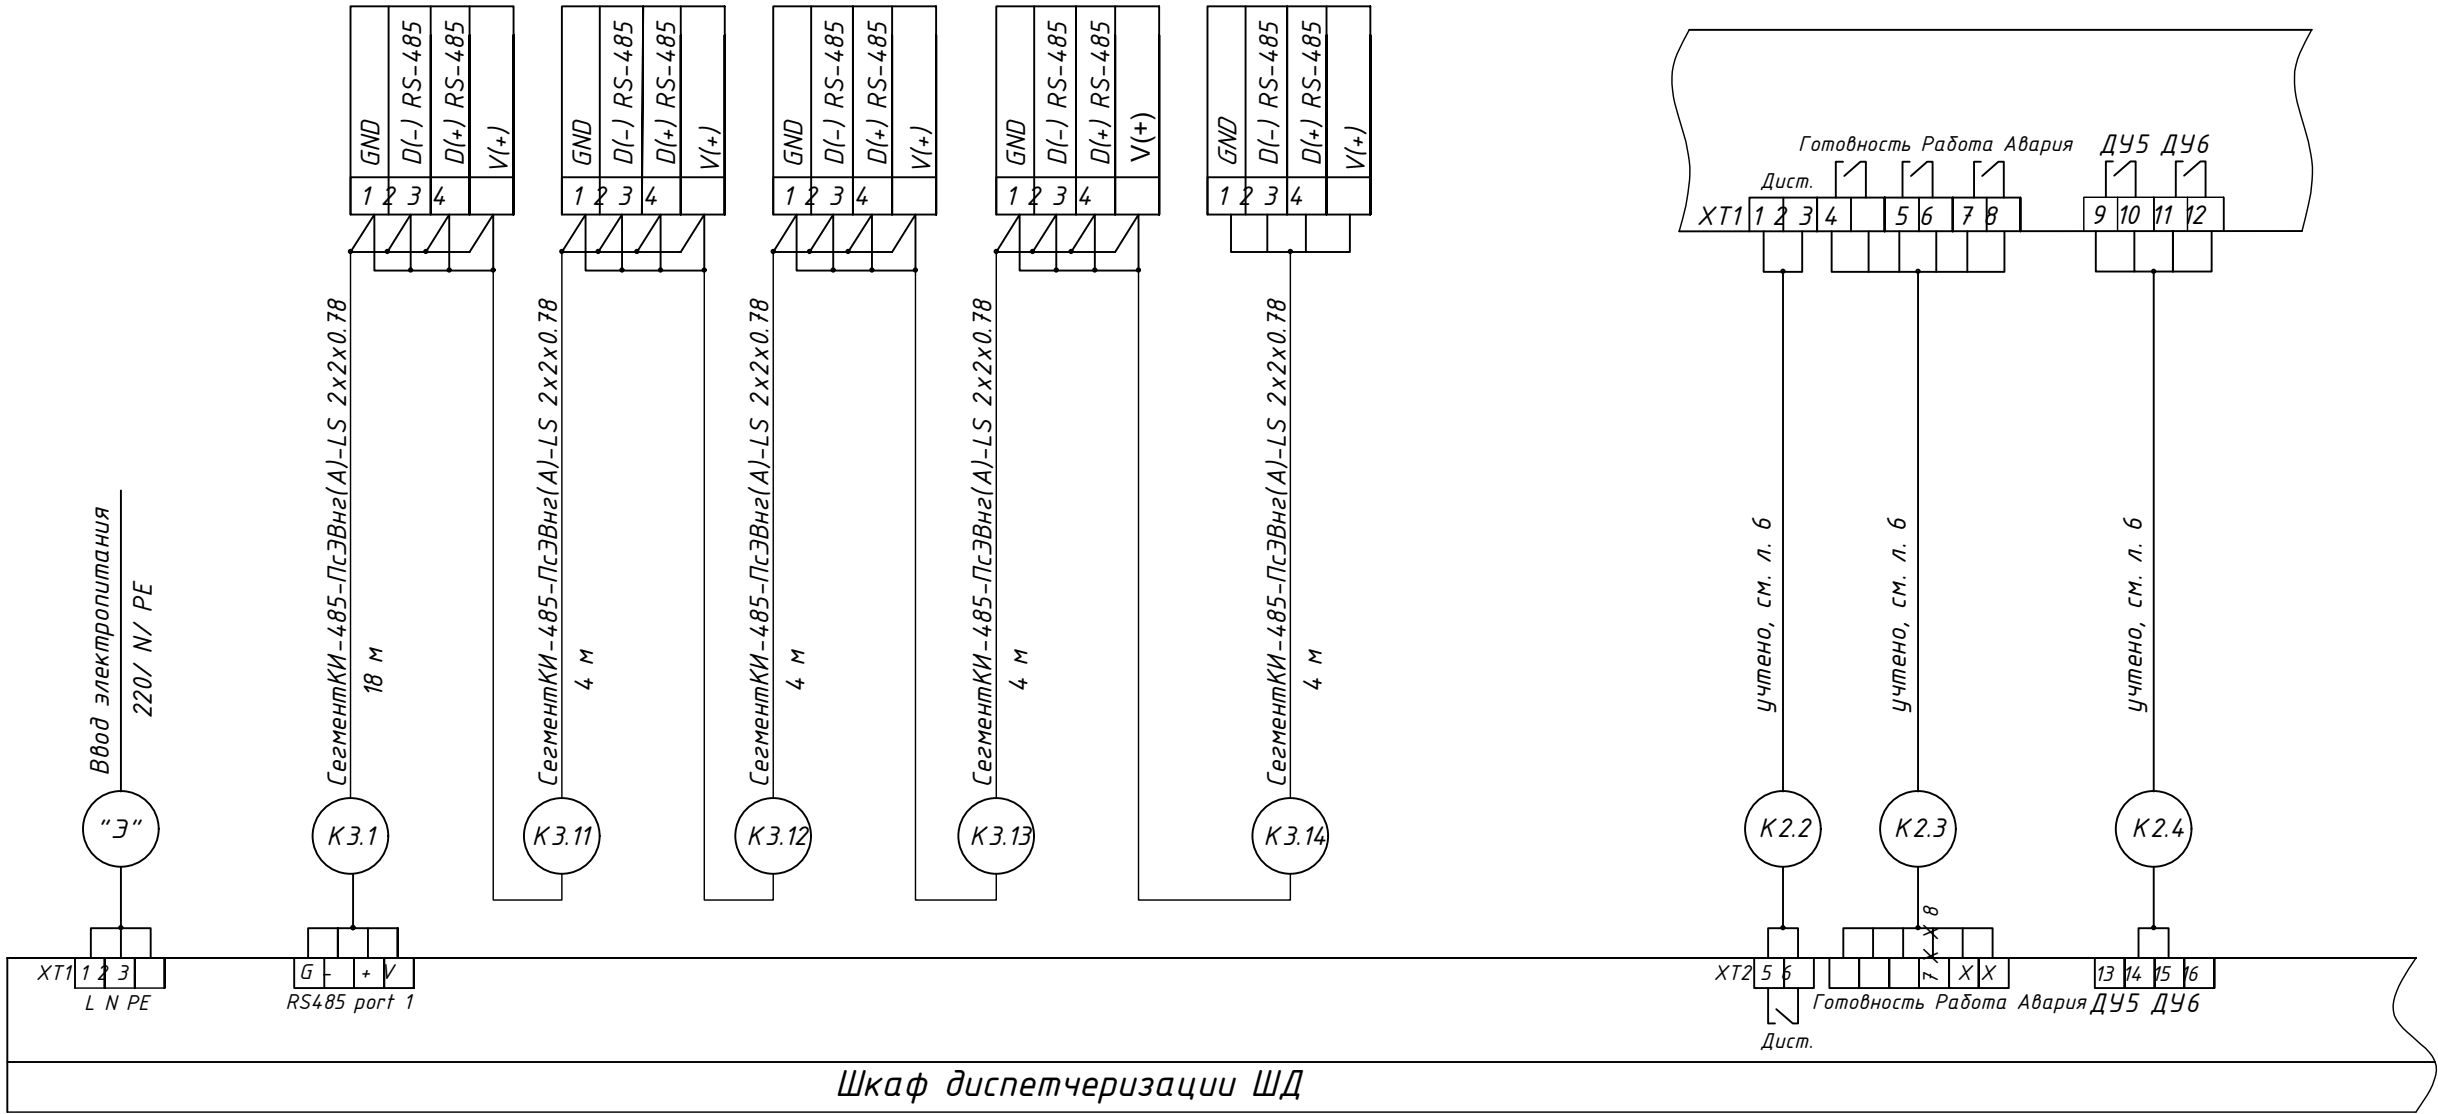 GND D(-) RS-485 D(+) RS-485 V(+)
1 2 3 4
GND D(-) RS-485 D(+) RS-485 V(+)
1 2 3 4
GND D(-) RS-485 D(+) RS-485 V(+)
1 2 3 4
GND D(-) RS-485 D(+) RS-485 V(+)
1 2 3 4
GND D(-) RS-485 D(+) RS-485 V(+)
1 2 3 4
Готовность Работа Авария ДУ5 ДУ6
Дист.
XT1 1 2 3 4 5 6 7 8 9 10 11 12
Ввод электропитания
220/ N/ PE
СегментКИ-485-ПсЭВнг(А)-LS 2x2x0.78
18 м
СегментКИ-485-ПсЭВнг(А)-LS 2x2x0.78
4 м
СегментКИ-485-ПсЭВнг(А)-LS 2x2x0.78
4 м
СегментКИ-485-ПсЭВнг(А)-LS 2x2x0.78
4 м
СегментКИ-485-ПсЭВнг(А)-LS 2x2x0.78
4 м
учтено, см. л. 6
учтено, см. л. 6
учтено, см. л. 6
"Э" К3.1 К3.11 К3.12 К3.13 К3.14 К2.2 К2.3 К2.4
XT1 1 2 3
L N PE
G - + V
RS485 port 1
XT2 5 6
7 X X 8
X X
13 14 15 16
Готовность Работа Авария ДУ5 ДУ6
Дист.
Шкаф диспетчеризации ШД